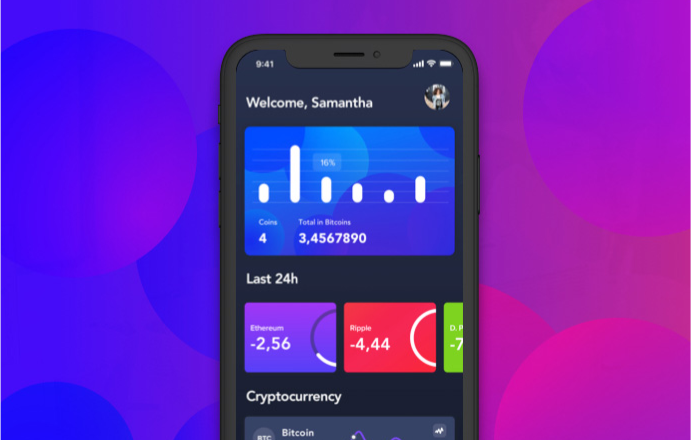 9:41
Welcome, Samantha
16%
Coins
Total in Bitcoins
4
3,4567890
Last 24h
Ethereum
-2,56
Ripple
-4,44
D. P
-7
Cryptocurrency
BTC
Bitcoin